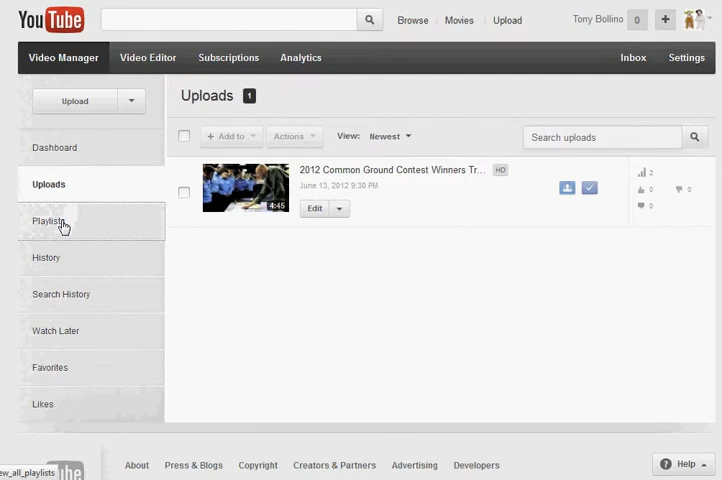 YouTube
Browse Movies Upload Tony Bollino 0
Video Manager Video Editor Subscriptions Analytics Inbox Settings
Upload
Uploads 1
+ Add to Actions View: Newest Search uploads
Dashboard
Uploads
Playlists
History
Search History
Watch Later
Favorites
Likes
4:45
2012 Common Ground Contest Winners Tr... HD
June 13, 2012 9:30 PM
Edit
2
0 0
0
About Press & Blogs Copyright Creators & Partners Advertising Developers
Help
ew_all_playlists